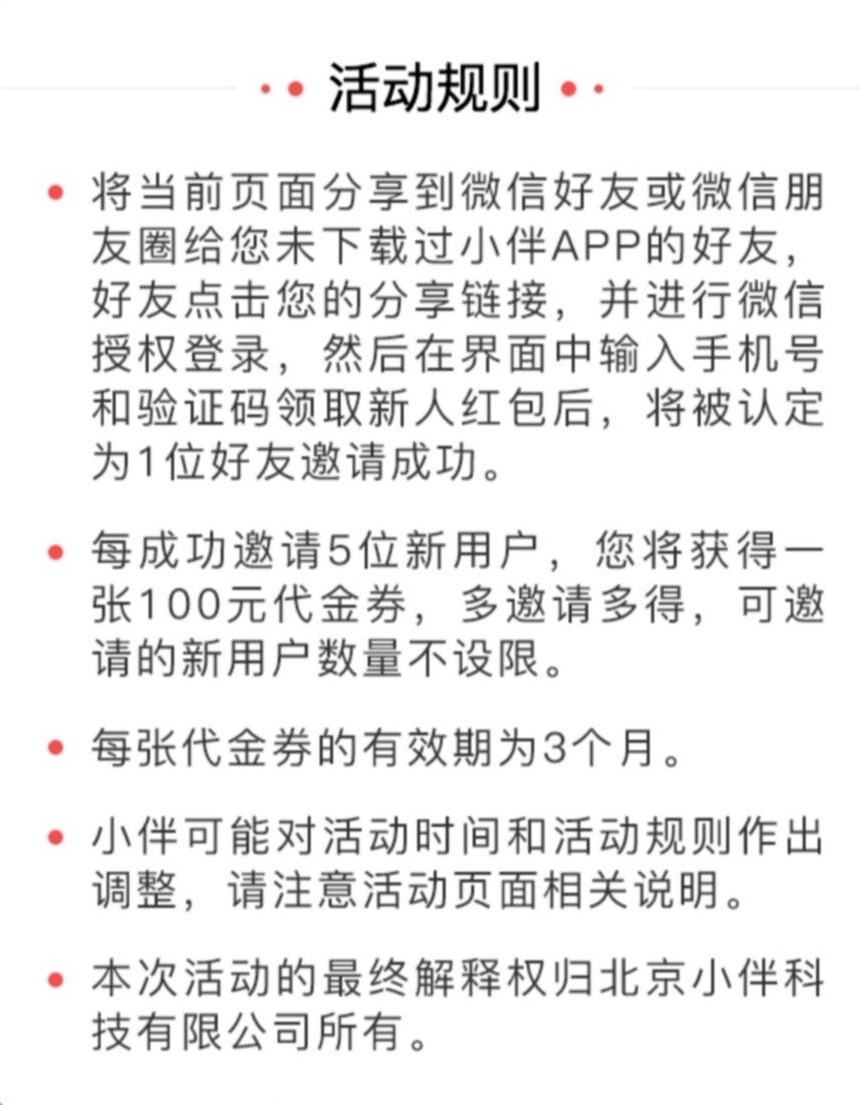 活动规则
将当前页面分享到微信好友或微信朋
友圈给您未下载过小伴APP的好友，
好友点击您的分享链接，并进行微信
授权登录，然后在界面中输入手机号
和验证码领取新人红包后，将被认定
为1位好友邀请成功。
每成功邀请5位新用户，您将获得一
张100元代金券，多邀请多得，可邀
请的新用户数量不设限。
每张代金券的有效期为3个月。
小伴可能对活动时间和活动规则作出
调整，请注意活动页面相关说明。
本次活动的最终解释权归北京小伴科
技有限公司所有。